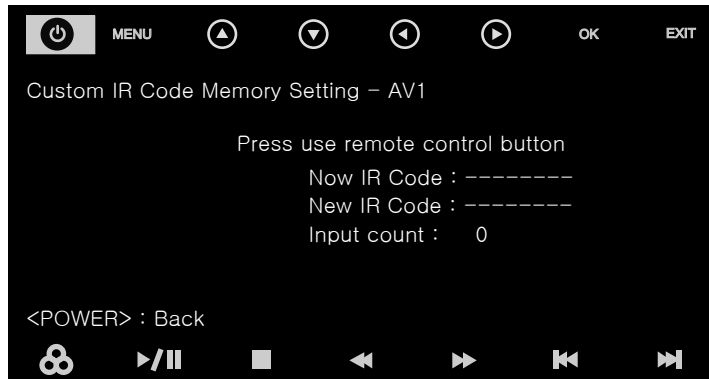 MENU OK EXIT
Custom IR Code Memory Setting - AV1
Press use remote control button
Now IR Code : --------
New IR Code : --------
Input count : 0
<POWER> : Back